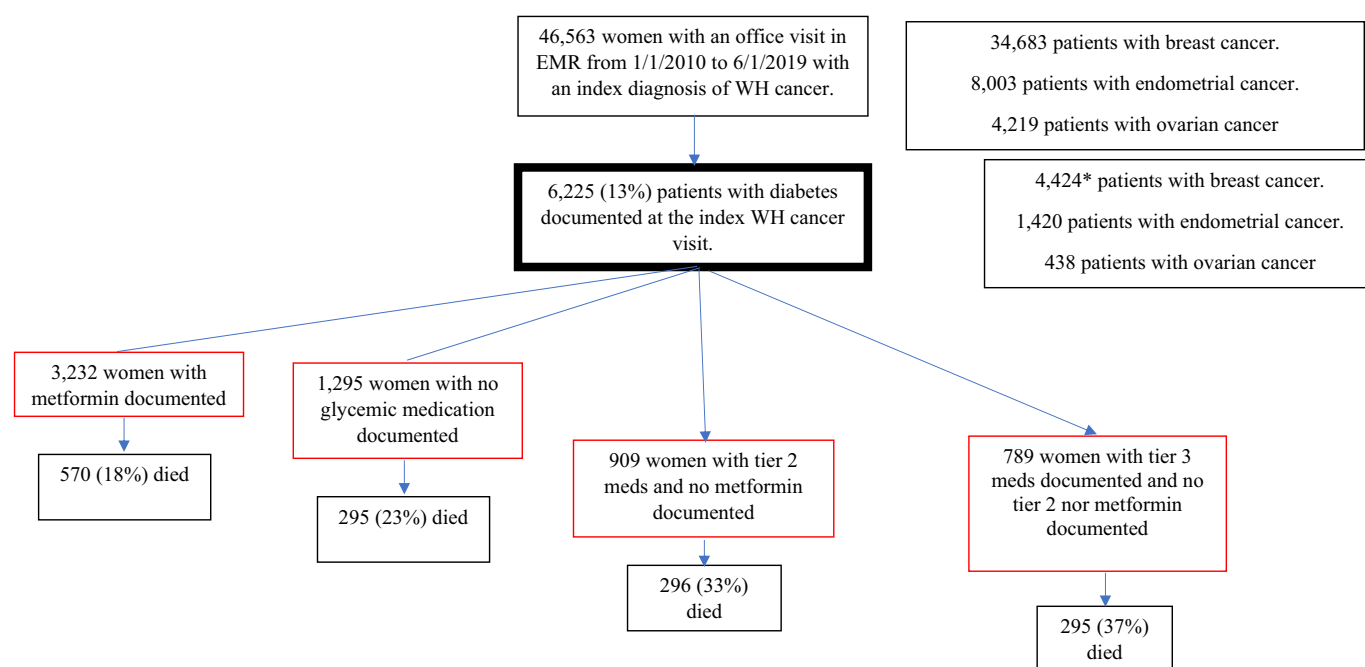 46,563 women with an office visit in
EMR from 1/1/2010 to 6/1/2019 with
an index diagnosis of WH cancer.
34,683 patients with breast cancer.
8,003 patients with endometrial cancer.
4,219 patients with ovarian cancer
6,225 (13%) patients with diabetes
documented at the index WH cancer
visit.
4,424* patients with breast cancer.
1,420 patients with endometrial cancer.
438 patients with ovarian cancer
3,232 women with
metformin documented
570 (18%) died
1,295 women with no
glycemic medication
documented
295 (23%) died
909 women with tier 2
meds and no metformin
documented
296 (33%)
died
789 women with tier 3
meds documented and no
tier 2 nor metformin
documented
295 (37%)
died